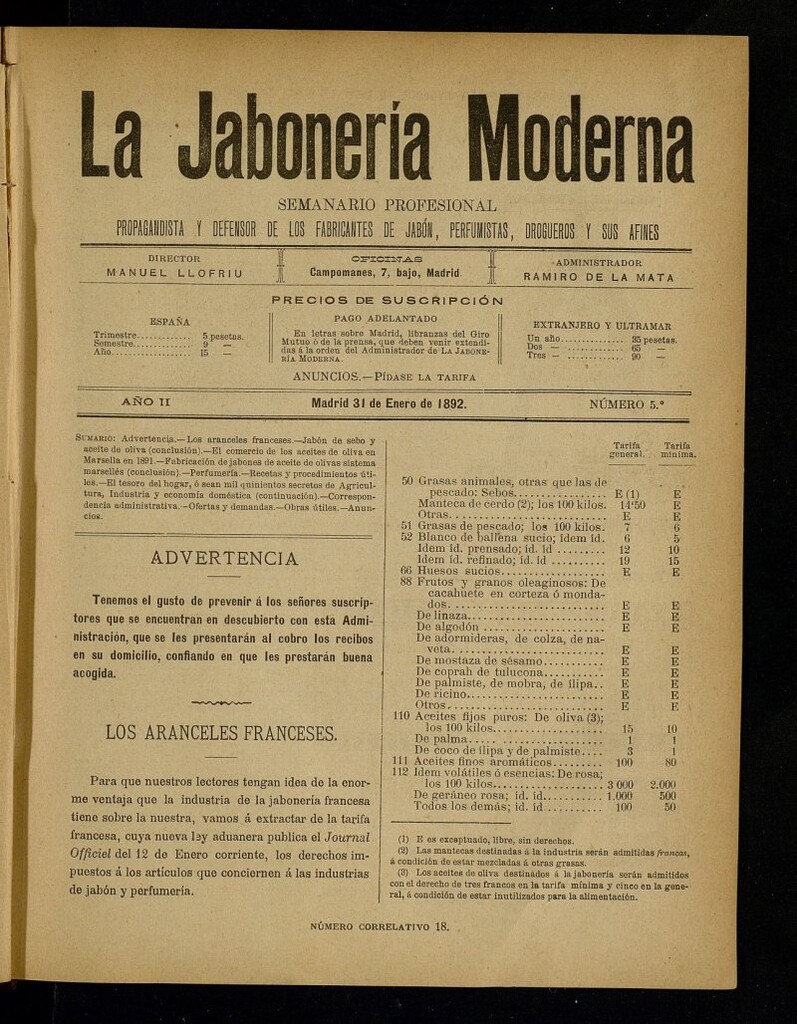 La Jabonería Moderna
SEMANARIO PROFESIONAL
PROPAGANDISTA Y DEFENSOR DE LOS FABRICANTES DE JABÓN, PERFUMISTAS, DROGUEROS Y SUS AFINES
DIRECTOR
MANUEL LLOFRIU
OFICINAS
Campomanes, 7, bajo, Madrid
ADMINISTRADOR
RAMIRO DE LA MATA
PRECIOS DE SUSCRIPCIÓN
ESPAÑA
Trimestre............ 5 pesetas.
Semestre............ 9 —
Año.................. 15 —
PAGO ADELANTADO
En letras sobre Madrid, libranzas del Giro
Mutuo ó de la prensa, que deben venir extendi-
das á la orden del Administrador de LA JABONE-
RÍA MODERNA.
EXTRANJERO Y ULTRAMAR
Un año.............. 35 pesetas.
Dos — .............. 65 —
Tres — .............. 90 —
ANUNCIOS.—PÍDASE LA TARIFA
AÑO II
Madrid 31 de Enero de 1892.
NÚMERO 5.º
SUMARIO: Advertencia.—Los aranceles franceses.—Jabón de sebo y
aceite de oliva (conclusión).—El comercio de los aceites de oliva en
Marsella en 1891.—Fabricación de jabones de aceite de olivas sistema
marsellés (conclusión).—Perfumería.—Recetas y procedimientos úti-
les.—El tesoro del hogar, ó sean mil quinientos secretos de Agricul-
tura, Industria y economía doméstica (continuación).—Correspon-
dencia administrativa.—Ofertas y demandas.—Obras útiles.—Anun-
cios.
ADVERTENCIA
Tenemos el gusto de prevenir á los señores suscrip-
tores que se encuentran en descubierto con esta Admi-
nistración, que se les presentarán al cobro los recibos
en su domicilio, confiando en que les prestarán buena
acogida.
LOS ARANCELES FRANCESES.
Para que nuestros lectores tengan idea de la enor-
me ventaja que la industria de la jabonería francesa
tiene sobre la nuestra, vamos á extractar de la tarifa
francesa, cuya nueva ley aduanera publica el Journal
Officiel del 12 de Enero corriente, los derechos im-
puestos á los artículos que conciernen á las industrias
de jabón y perfumería.
Tarifa general. Tarifa mínima.
50 Grasas animales, otras que las de
pescado: Sebos............... E (1) E
Manteca de cerdo (2); los 100 kilos. 14'50 E
Otras......................... E E
51 Grasas de pescado; los 100 kilos. 7 6
52 Blanco de ballena sucio; ídem íd. 6 5
Idem íd. prensado; íd. íd ......... 12 10
Idem íd. refinado; íd. íd .......... 19 15
66 Huesos sucios.................. E E
88 Frutos y granos oleaginosos: De
cacahuete en corteza ó monda-
dos......................... E E
De linaza...................... E E
De algodón .................... E E
De adormideras, de colza, de na-
veta......................... E E
De mostaza de sésamo........... E E
De coprah de tulucona........... E E
De palmiste, de mobra, de ílipa.. E E
De ricino....................... E E
Otros.......................... E E
110 Aceites fijos puros: De oliva (3);
los 100 kilos.................. 15 10
De palma...................... 1 1
De coco de ílipa y de palmiste.... 3 1
111 Aceites finos aromáticos......... 100 80
112 Idem volátiles ó esencias: De rosa;
los 100 kilos.................. 3 000 2.000
De geráneo rosa; íd. íd.......... 1.000 500
Todos los demás; íd. íd.......... 100 50
(1) E es exceptuado, libre, sin derechos.
(2) Las mantecas destinadas á la industria serán admitidas francas,
á condición de estar mezcladas á otras grasas.
(3) Los aceites de oliva destinados á la jabonería serán admitidos
con el derecho de tres francos en la tarifa mínima y cinco en la gene-
ral, á condición de estar inutilizados para la alimentación.
NÚMERO CORRELATIVO 18.